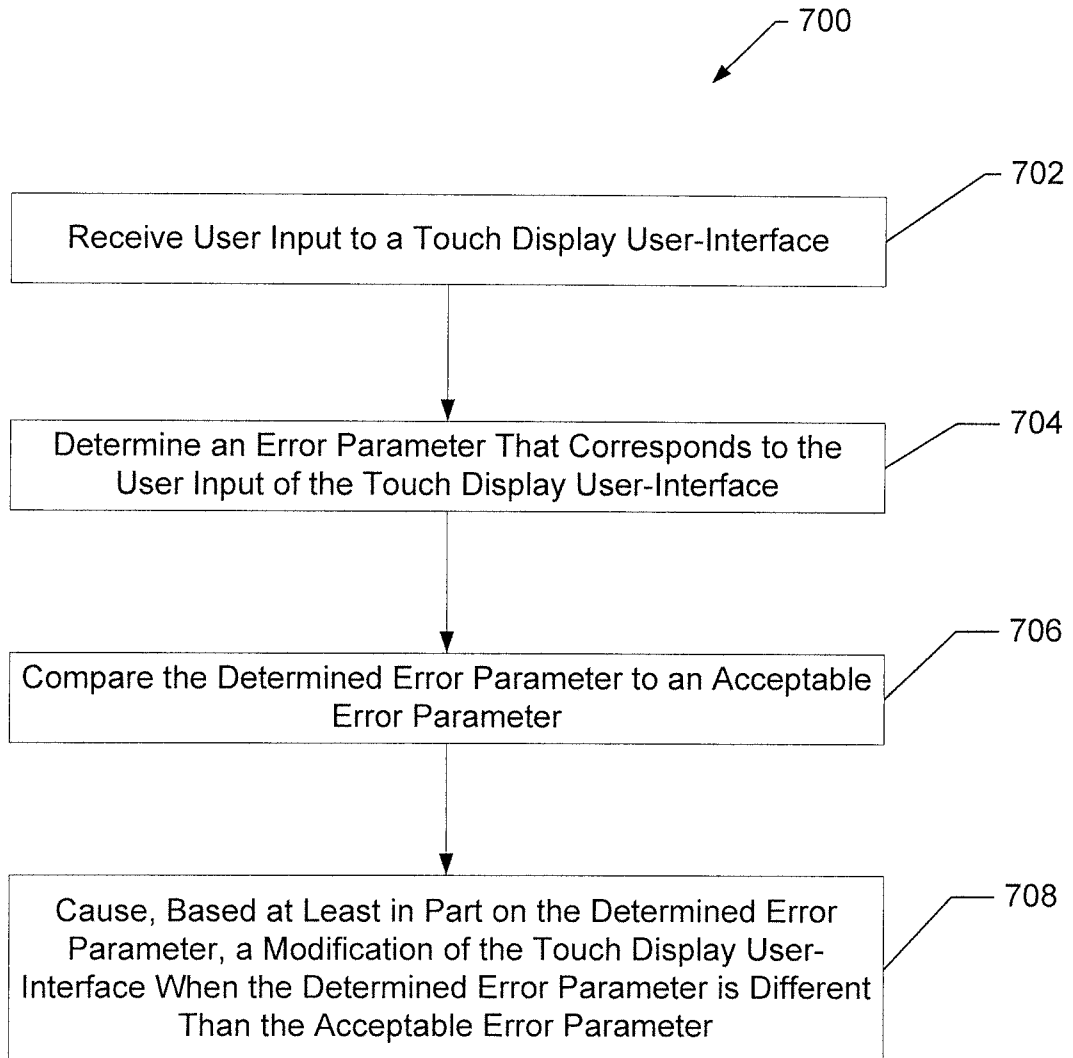 700
702
Receive User Input to a Touch Display User-Interface
704
Determine an Error Parameter That Corresponds to the
User Input of the Touch Display User-Interface
706
Compare the Determined Error Parameter to an Acceptable
Error Parameter
708
Cause, Based at Least in Part on the Determined Error
Parameter, a Modification of the Touch Display User-
Interface When the Determined Error Parameter is Different
Than the Acceptable Error Parameter